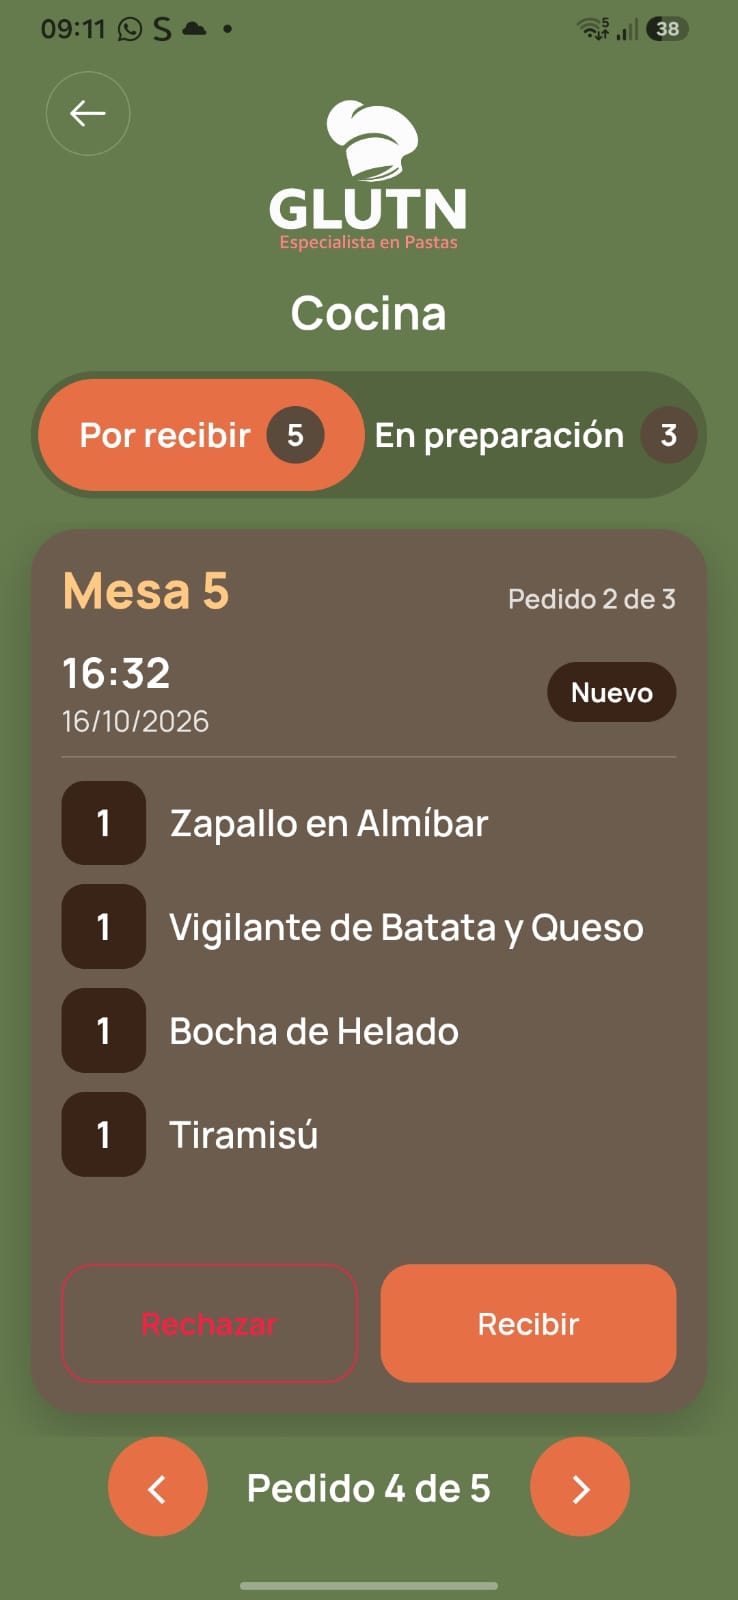 09:11
5
38
GLUTN
Especialista en Pastas
Cocina
Por recibir 5 En preparación 3
Mesa 5
Pedido 2 de 3
16:32
16/10/2026
Nuevo
1 Zapallo en Almíbar
1 Vigilante de Batata y Queso
1 Bocha de Helado
1 Tiramisú
Rechazar Recibir
Pedido 4 de 5